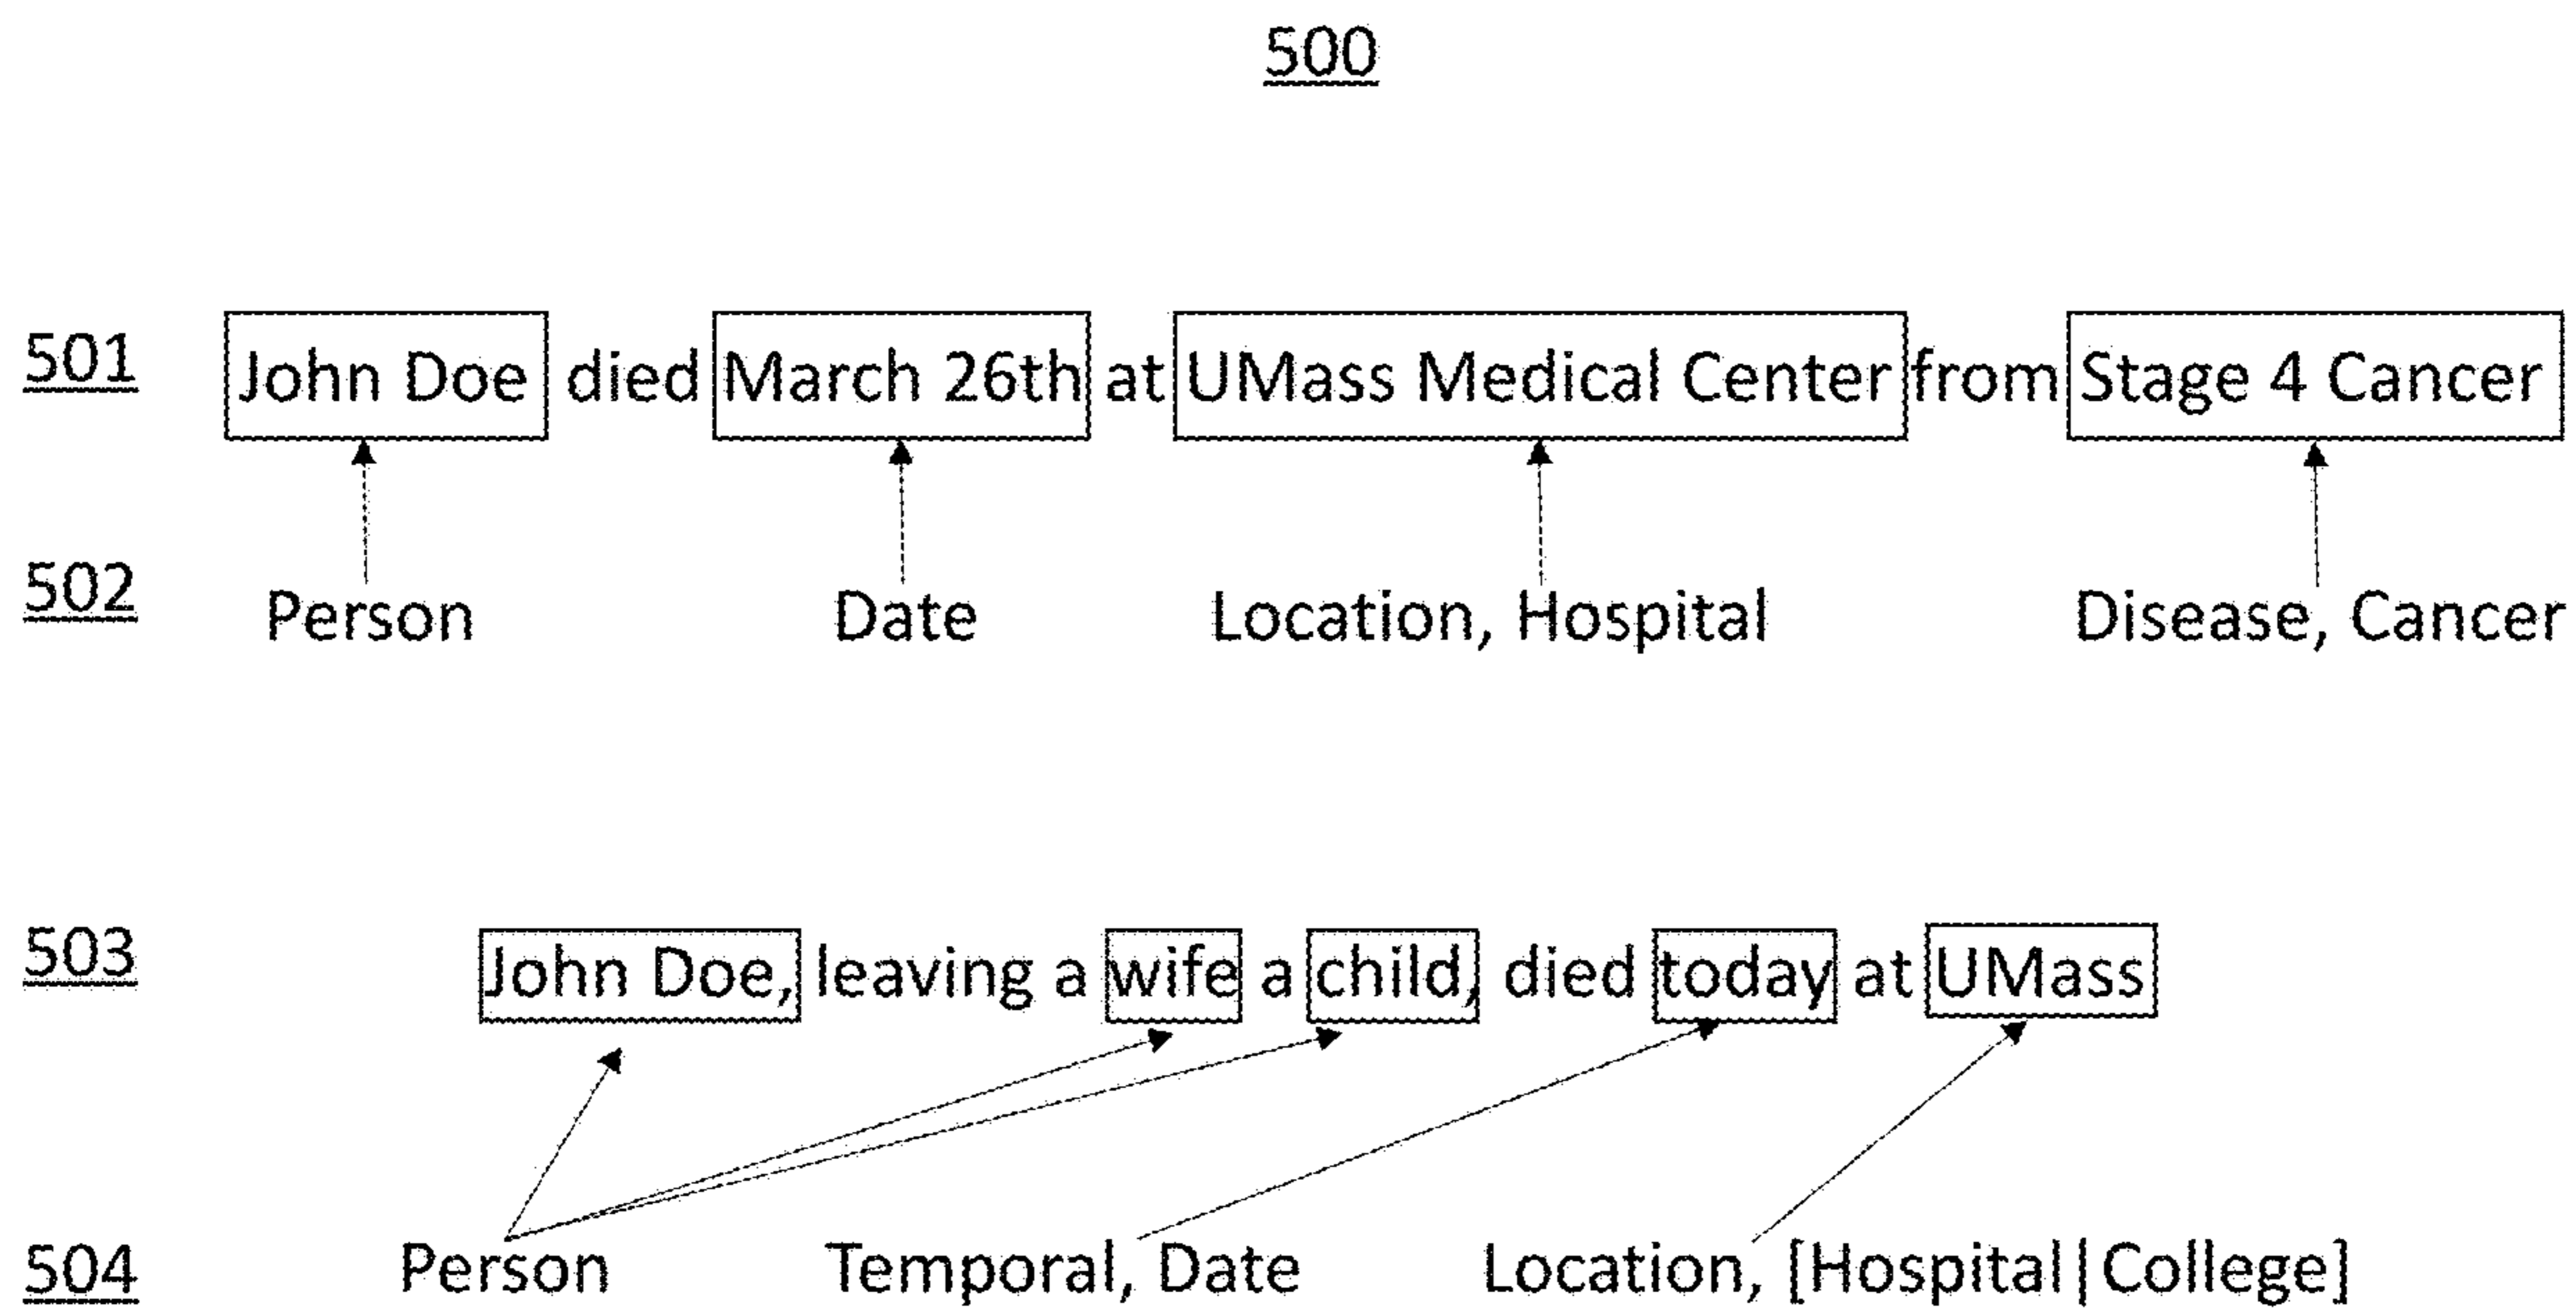 500
501 John Doe died March 26th at UMass Medical Center from Stage 4 Cancer
502 Person Date Location, Hospital Disease, Cancer
503 John Doe, leaving a wife a child, died today at UMass
504 Person Temporal, Date Location, [Hospital|College]